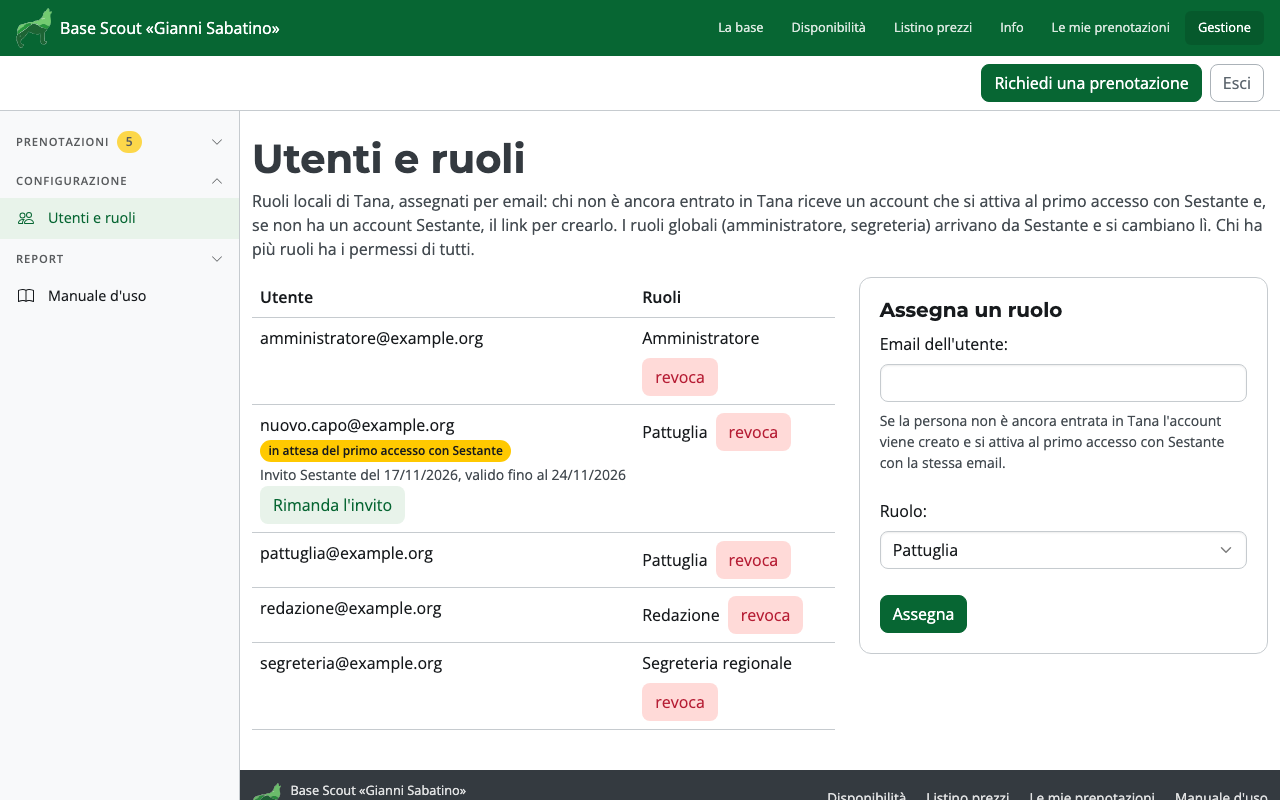 Base Scout «Gianni Sabatino»
La base
Disponibilità
Listino prezzi
Info
Le mie prenotazioni
Gestione
Richiedi una prenotazione
Esci
PRENOTAZIONI 5
CONFIGURAZIONE
Utenti e ruoli
REPORT
Manuale d'uso
Utenti e ruoli
Ruoli locali di Tana, assegnati per email: chi non è ancora entrato in Tana riceve un account che si attiva al primo accesso con Sestante e,
se non ha un account Sestante, il link per crearlo. I ruoli globali (amministratore, segreteria) arrivano da Sestante e si cambiano lì. Chi ha
più ruoli ha i permessi di tutti.
Utente Ruoli
amministratore@example.org Amministratore
revoca
nuovo.capo@example.org Pattuglia revoca
in attesa del primo accesso con Sestante
Invito Sestante del 17/11/2026, valido fino al 24/11/2026
Rimanda l'invito
pattuglia@example.org Pattuglia revoca
redazione@example.org Redazione revoca
segreteria@example.org Segreteria regionale
revoca
Assegna un ruolo
Email dell'utente:
Se la persona non è ancora entrata in Tana l'account
viene creato e si attiva al primo accesso con Sestante
con la stessa email.
Ruolo:
Pattuglia
Assegna
Base Scout «Gianni Sabatino»
Disponibilità Listino prezzi Le mie prenotazioni Manuale d'uso